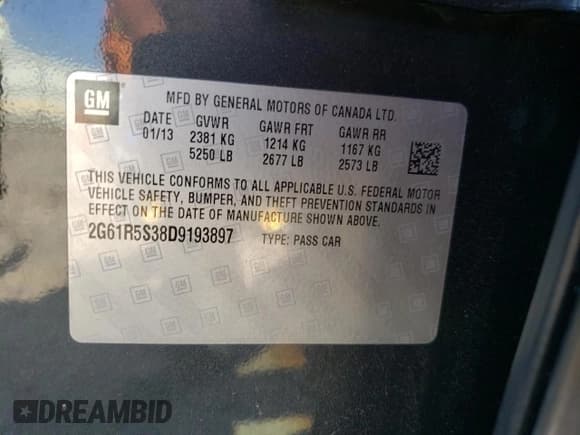 GM
MFD BY GENERAL MOTORS OF CANADA LTD.
DATE GVWR GAWR FRT GAWR RR
01/13 2381 KG 1214 KG 1167 KG
5250 LB 2677 LB 2573 LB
THIS VEHICLE CONFORMS TO ALL APPLICABLE U.S. FEDERAL MOTOR
VEHICLE SAFETY, BUMPER, AND THEFT PREVENTION STANDARDS IN
EFFECT ON THE DATE OF MANUFACTURE SHOWN ABOVE.
2G61R5S38D9193897 TYPE: PASS CAR
DREAMBID